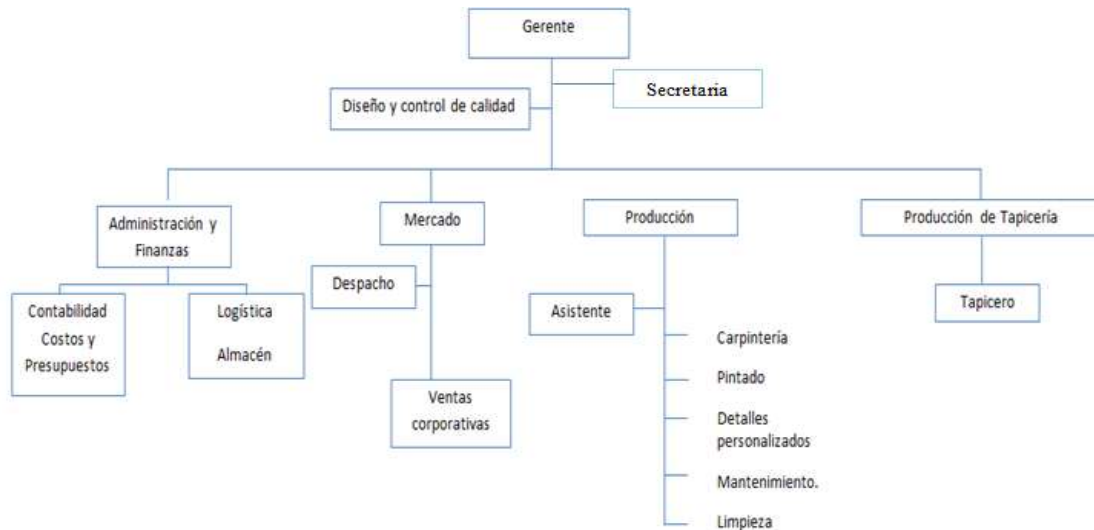 Gerente
Secretaria
Diseño y control de calidad
Administración y
Finanzas
Mercado
Producción
Producción de Tapicería
Despacho
Asistente
Tapicero
Contabilidad
Costos y
Presupuestos
Logística
Almacén
Ventas
corporativas
Carpintería
Pintado
Detalles
personalizados
Mantenimiento.
Limpieza